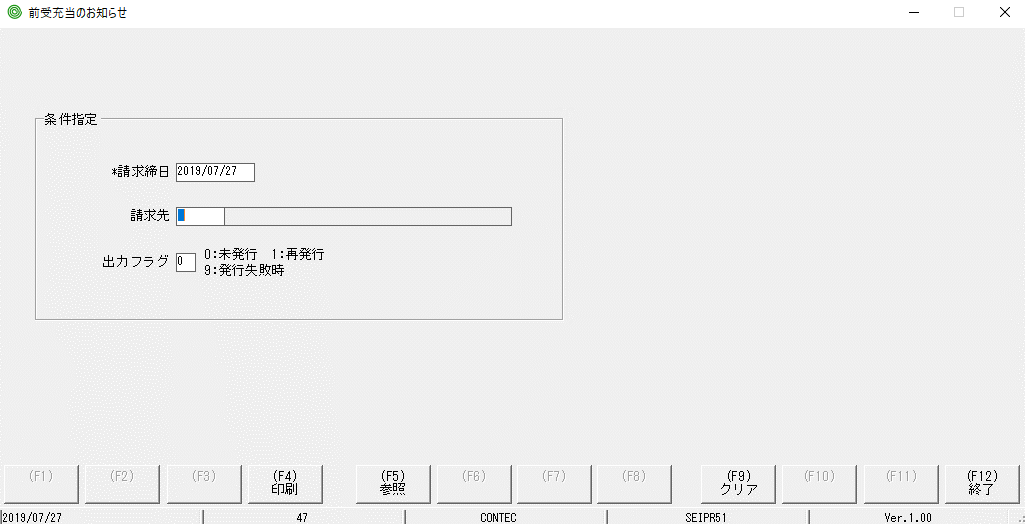 前受充当のお知らせ
条件指定
*請求締日 2019/07/27
請求先
出力フラグ 0 0:未発行 1:再発行
9:発行失敗時
(F1) (F2) (F3) (F4) (F5) (F6) (F7) (F8) (F9) (F10) (F11) (F12)
印刷 参照 クリア 終了
2019/07/27 47 CONTEC SEIPR51 Ver.1.00